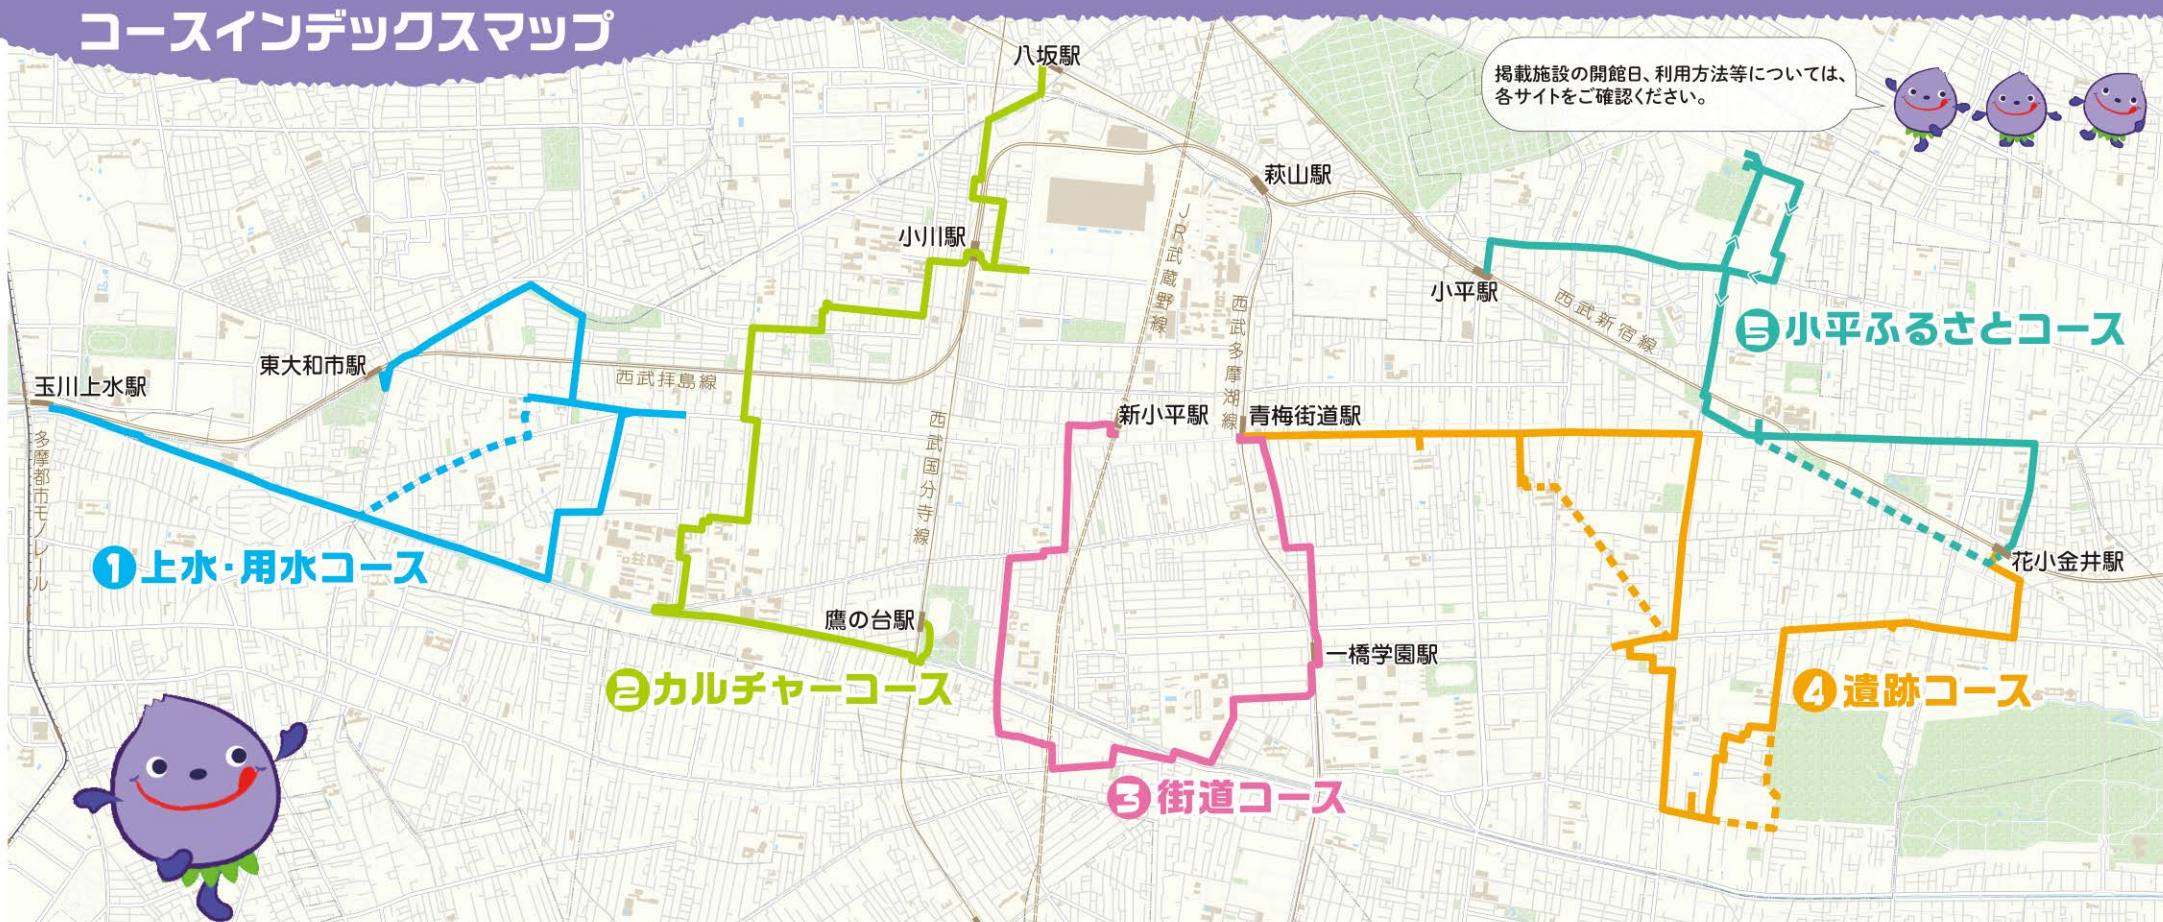 コースインデックスマップ
掲載施設の開館日、利用方法等については、
各サイトをご確認ください。
八坂駅
萩山駅
小川駅
JR武蔵野線
小平駅
西武多摩湖線
西武新宿線
5 小平ふるさとコース
東大和市駅
玉川上水駅
西武拝島線
多摩都市モノレール
新小平駅
青梅街道駅
西武国分寺線
1 上水・用水コース
花小金井駅
鷹の台駅
一橋学園駅
2 カルチャーコース
4 遺跡コース
3 街道コース